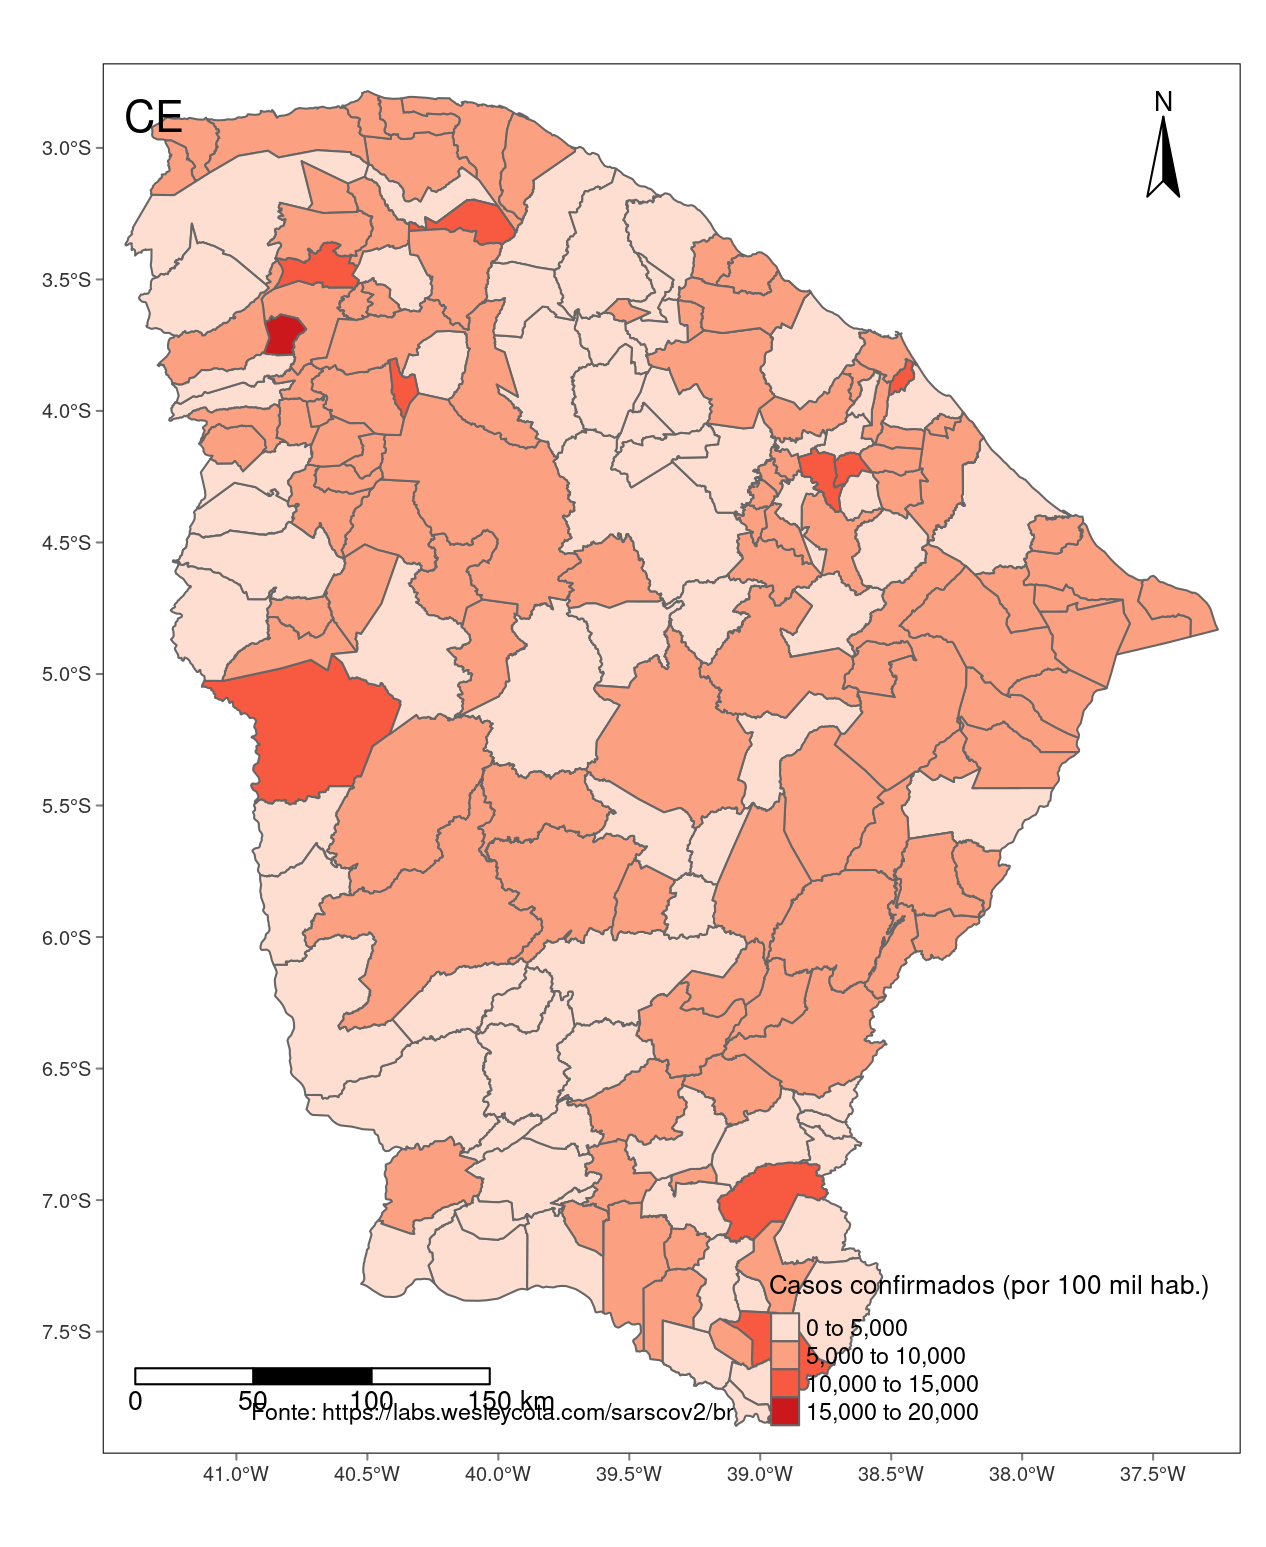 CE
N
3.0°S
3.5°S
4.0°S
4.5°S
5.0°S
5.5°S
6.0°S
6.5°S
7.0°S
7.5°S
Casos confirmados (por 100 mil hab.)
0 to 5,000
5,000 to 10,000
10,000 to 15,000
15,000 to 20,000
0 50 100 150 km
Fonte: https://labs.wesleycota.com/sarscov2/br
41.0°W 40.5°W 40.0°W 39.5°W 39.0°W 38.5°W 38.0°W 37.5°W